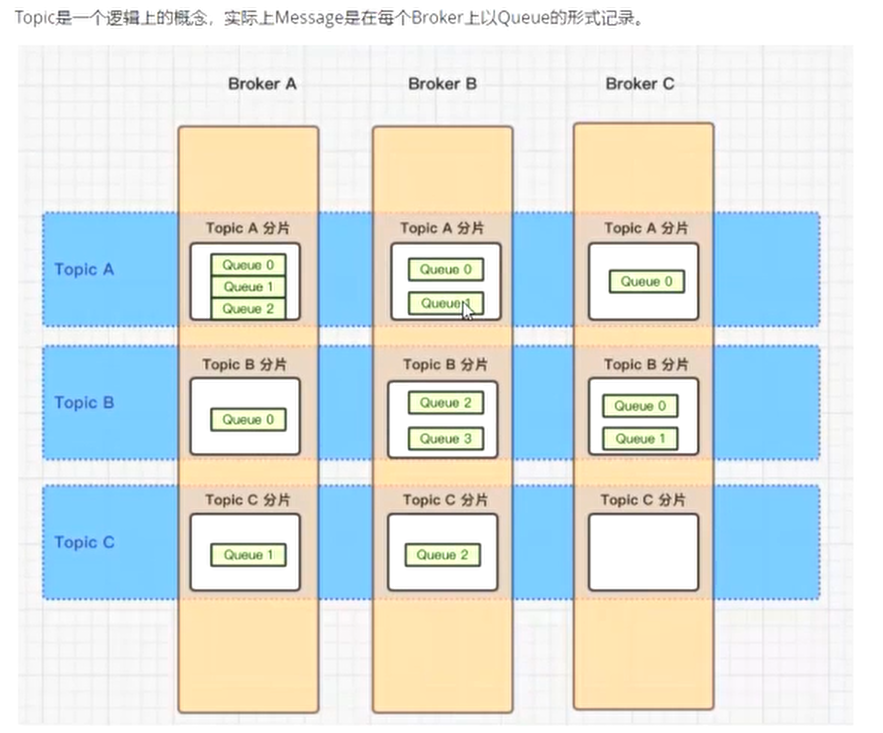 Topic是一个逻辑上的概念，实际上Message是在每个Broker上以Queue的形式记录。
Broker A
Broker B
Broker C
Topic A
Topic A 分片
Queue 0
Queue 1
Queue 2
Topic A 分片
Queue 0
Queue 1
Topic A 分片
Queue 0
Topic B
Topic B 分片
Queue 0
Topic B 分片
Queue 2
Queue 3
Topic B 分片
Queue 0
Queue 1
Topic C
Topic C 分片
Queue 1
Topic C 分片
Queue 2
Topic C 分片